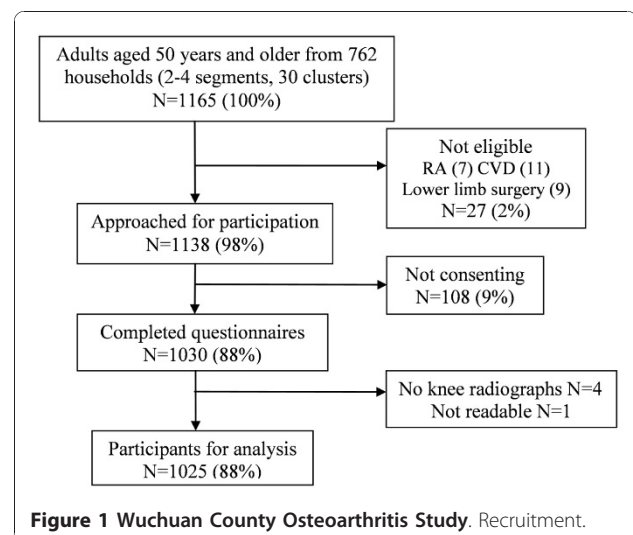 Adults aged 50 years and older from 762
households (2-4 segments, 30 clusters)
N=1165 (100%)
Not eligible
RA (7) CVD (11)
Lower limb surgery (9)
N=27 (2%)
Approached for participation
N=1138 (98%)
Not consenting
N=108 (9%)
Completed questionnaires
N=1030 (88%)
No knee radiographs N=4
Not readable N=1
Participants for analysis
N=1025 (88%)
Figure 1 Wuchuan County Osteoarthritis Study. Recruitment.